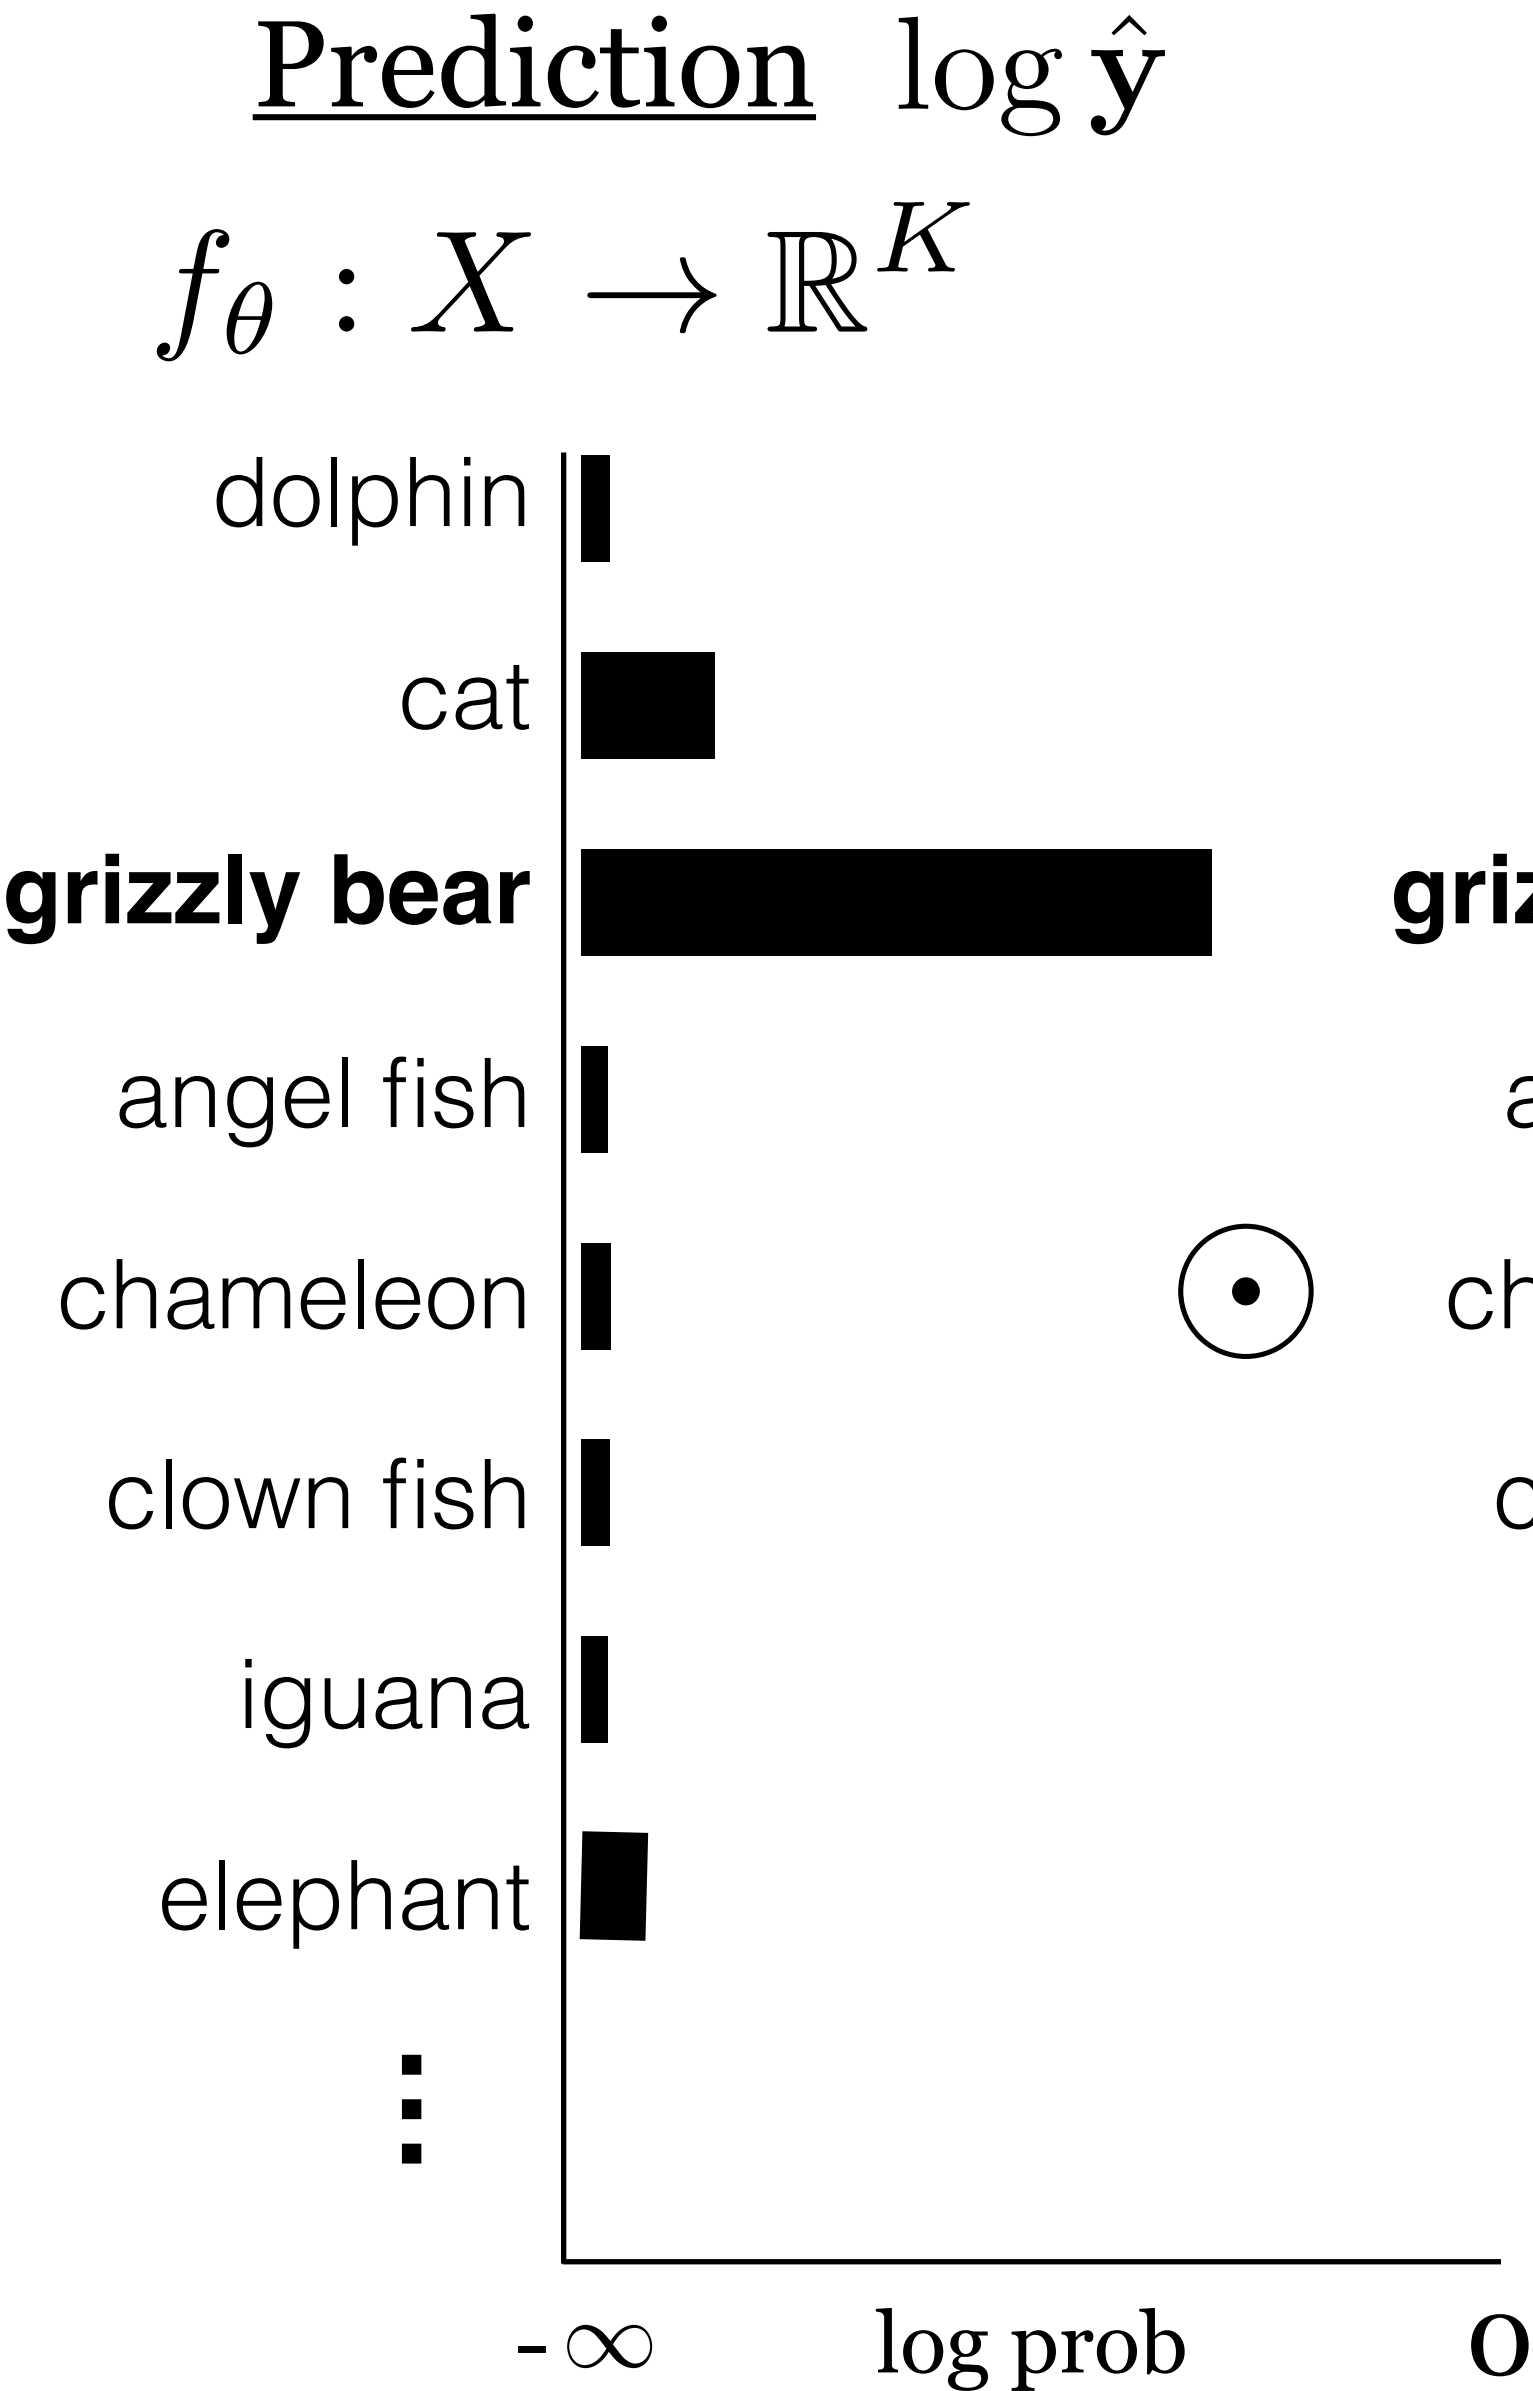 Prediction log ŷ
f_θ : X → ℝ^K
dolphin
cat
grizzly bear
angel fish
chameleon
⊙
clown fish
iguana
elephant
⋮
-∞ log prob 0